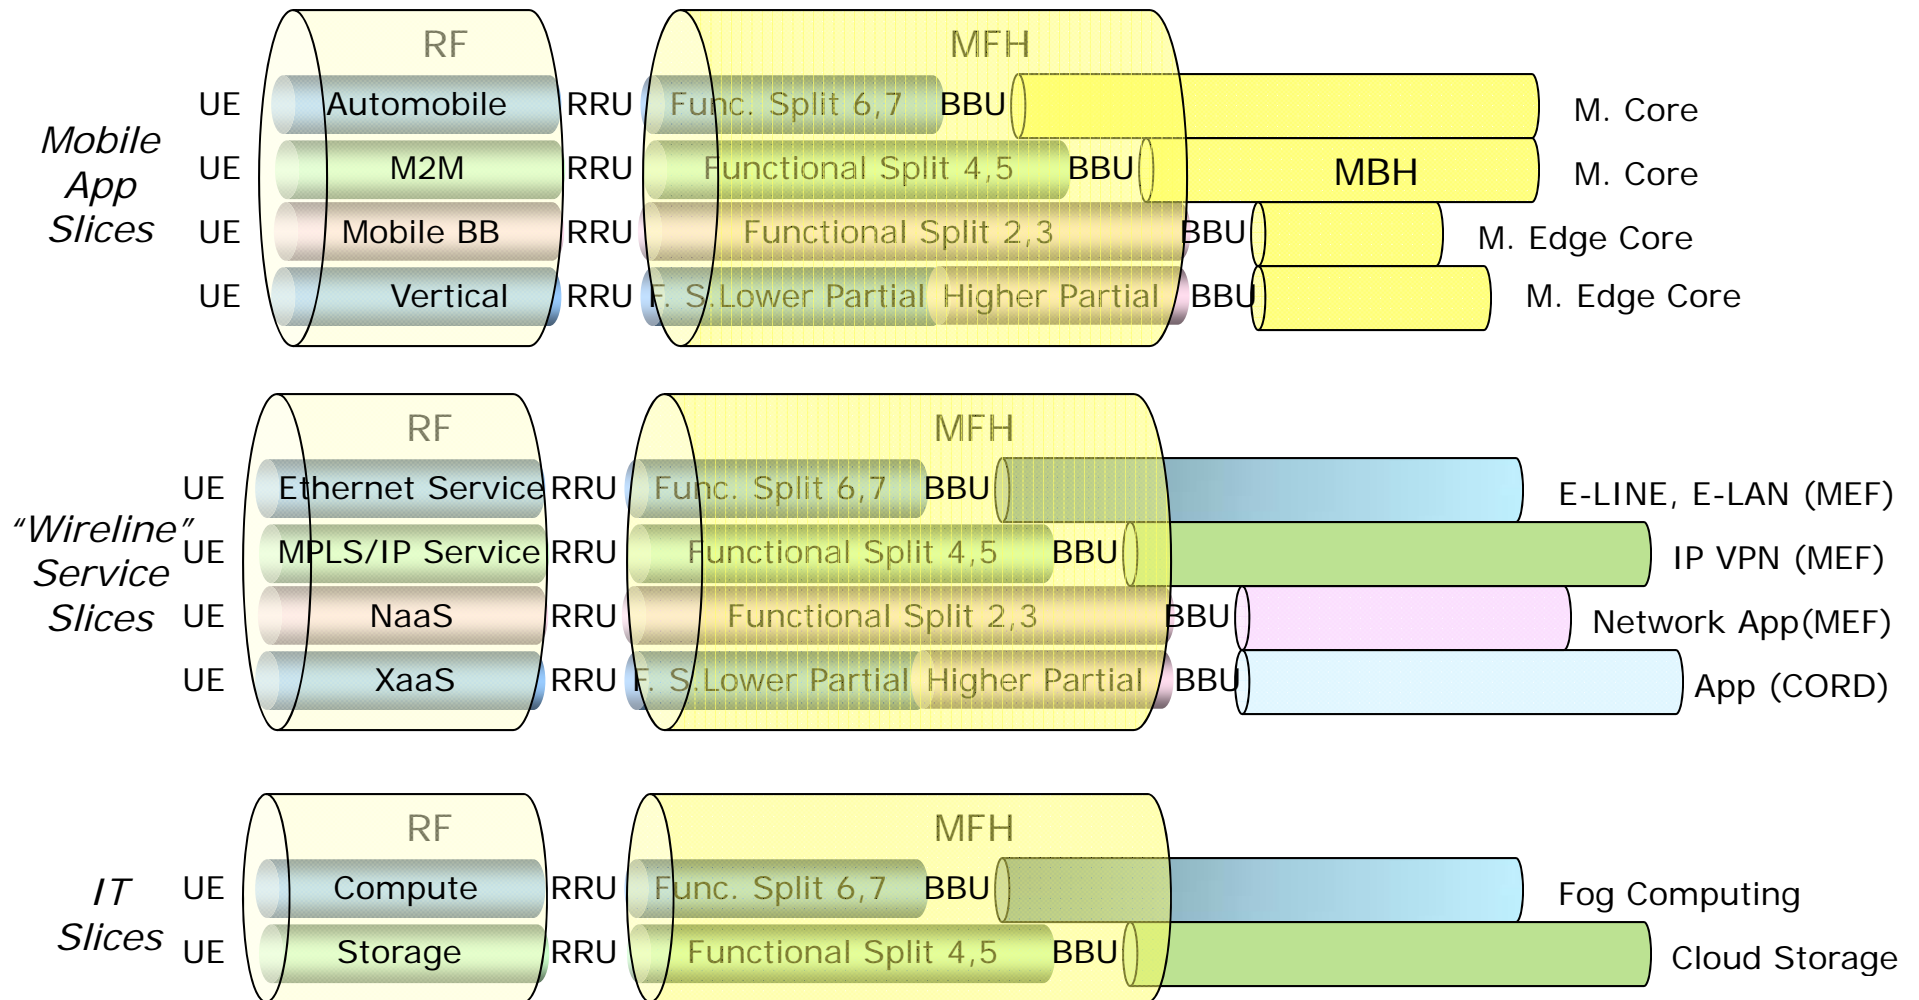 RF MFH
UE Automobile RRU Func. Split 6,7 BBU M. Core
Mobile
App
Slices
UE M2M RRU Functional Split 4,5 BBU MBH M. Core
UE Mobile BB RRU Functional Split 2,3 BBU M. Edge Core
UE Vertical RRU F. S.Lower Partial Higher Partial BBU M. Edge Core
RF MFH
UE Ethernet Service RRU Func. Split 6,7 BBU E-LINE, E-LAN (MEF)
“Wireline”
Service
Slices
UE MPLS/IP Service RRU Functional Split 4,5 BBU IP VPN (MEF)
UE NaaS RRU Functional Split 2,3 BBU Network App(MEF)
UE XaaS RRU F. S.Lower Partial Higher Partial BBU App (CORD)
RF MFH
UE Compute RRU Func. Split 6,7 BBU Fog Computing
IT
Slices
UE Storage RRU Functional Split 4,5 BBU Cloud Storage